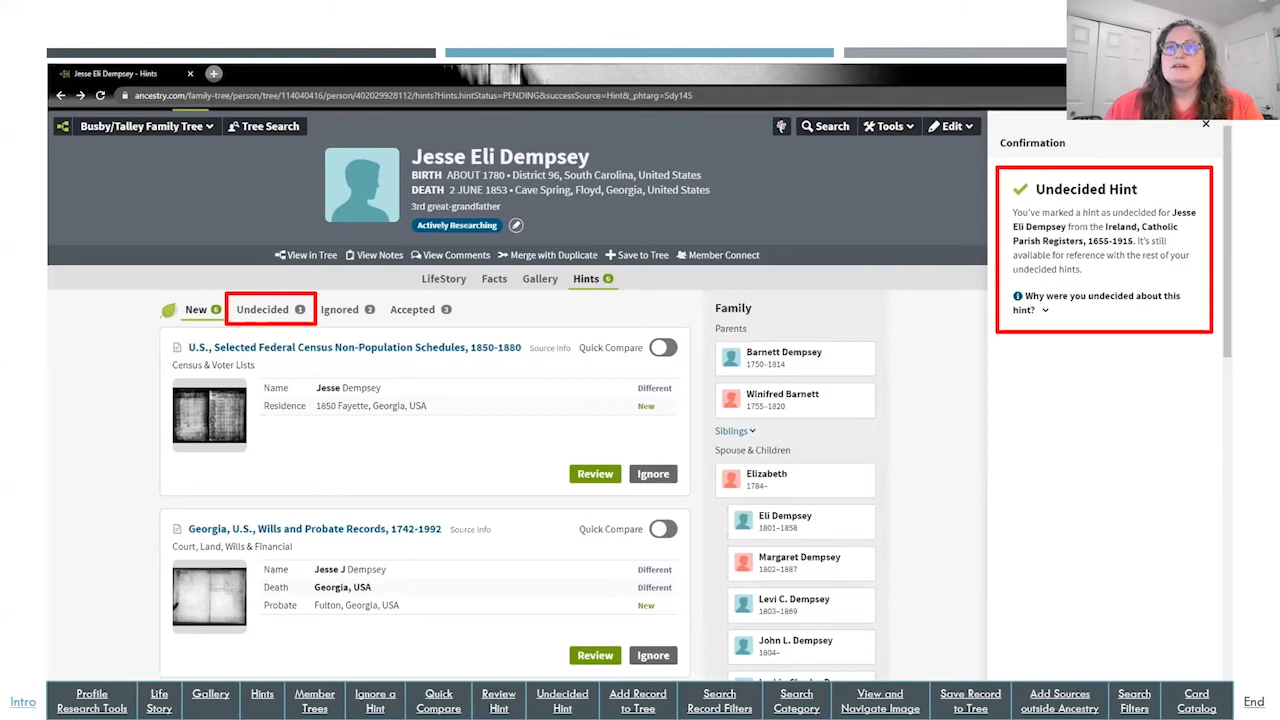 Jesse Eli Dempsey - Hints
ancestry.com/family-tree/person/tree/114040416/person/402029928112/hints?Hints.hintStatus=PENDING&successSource=Hint&_phtarg=Sdy145
Busby/Talley Family Tree
Tree Search
Search
Tools
Edit
Jesse Eli Dempsey
BIRTH ABOUT 1780 • District 96, South Carolina, United States
DEATH 2 JUNE 1853 • Cave Spring, Floyd, Georgia, United States
3rd great-grandfather
Actively Researching
View in Tree
View Notes
View Comments
Merge with Duplicate
Save to Tree
Member Connect
LifeStory
Facts
Gallery
Hints 6
New 6
Undecided 1
Ignored 2
Accepted 3
U.S., Selected Federal Census Non-Population Schedules, 1850-1880 Source Info Quick Compare
Census & Voter Lists
Name Jesse Dempsey Different
Residence 1850 Fayette, Georgia, USA New
Review Ignore
Georgia, U.S., Wills and Probate Records, 1742-1992 Source Info Quick Compare
Court, Land, Wills & Financial
Name Jesse J Dempsey Different
Death Georgia, USA Different
Probate Fulton, Georgia, USA New
Review Ignore
Family
Parents
Barnett Dempsey
1750–1814
Winifred Barnett
1755–1820
Siblings
Spouse & Children
Elizabeth
1784–
Eli Dempsey
1801–1858
Margaret Dempsey
1802–1887
Levi C. Dempsey
1803–1869
John L. Dempsey
1804–
Confirmation
Undecided Hint
You've marked a hint as undecided for Jesse
Eli Dempsey from the Ireland, Catholic
Parish Registers, 1655-1915. It's still
available for reference with the rest of your
undecided hints.
Why were you undecided about this
hint?
Intro
Profile
Research Tools
Life
Story
Gallery
Hints
Member
Trees
Ignore a
Hint
Quick
Compare
Review
Hint
Undecided
Hint
Add Record
to Tree
Search
Record Filters
Search
Category
View and
Navigate Image
Save Record
to Tree
Add Sources
outside Ancestry
Search
Filters
Card
Catalog
End